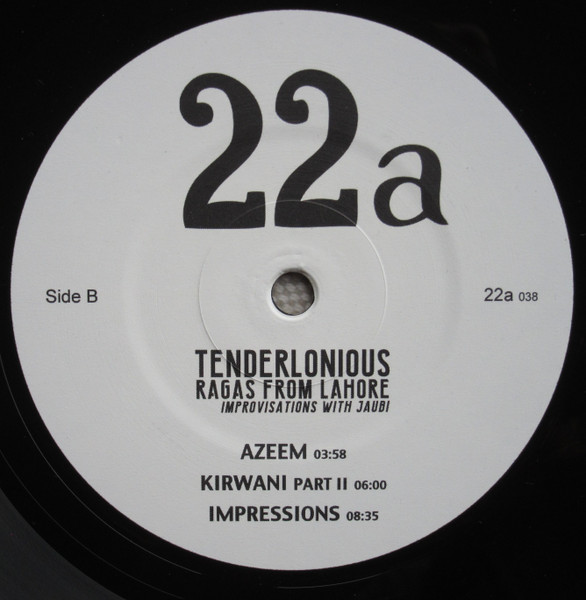 22a
Side B
22a 038
TENDERLONIOUS
RAGAS FROM LAHORE
IMPROVISATIONS WITH JAUBI
AZEEM 03:58
KIRWANI PART II 06:00
IMPRESSIONS 08:35